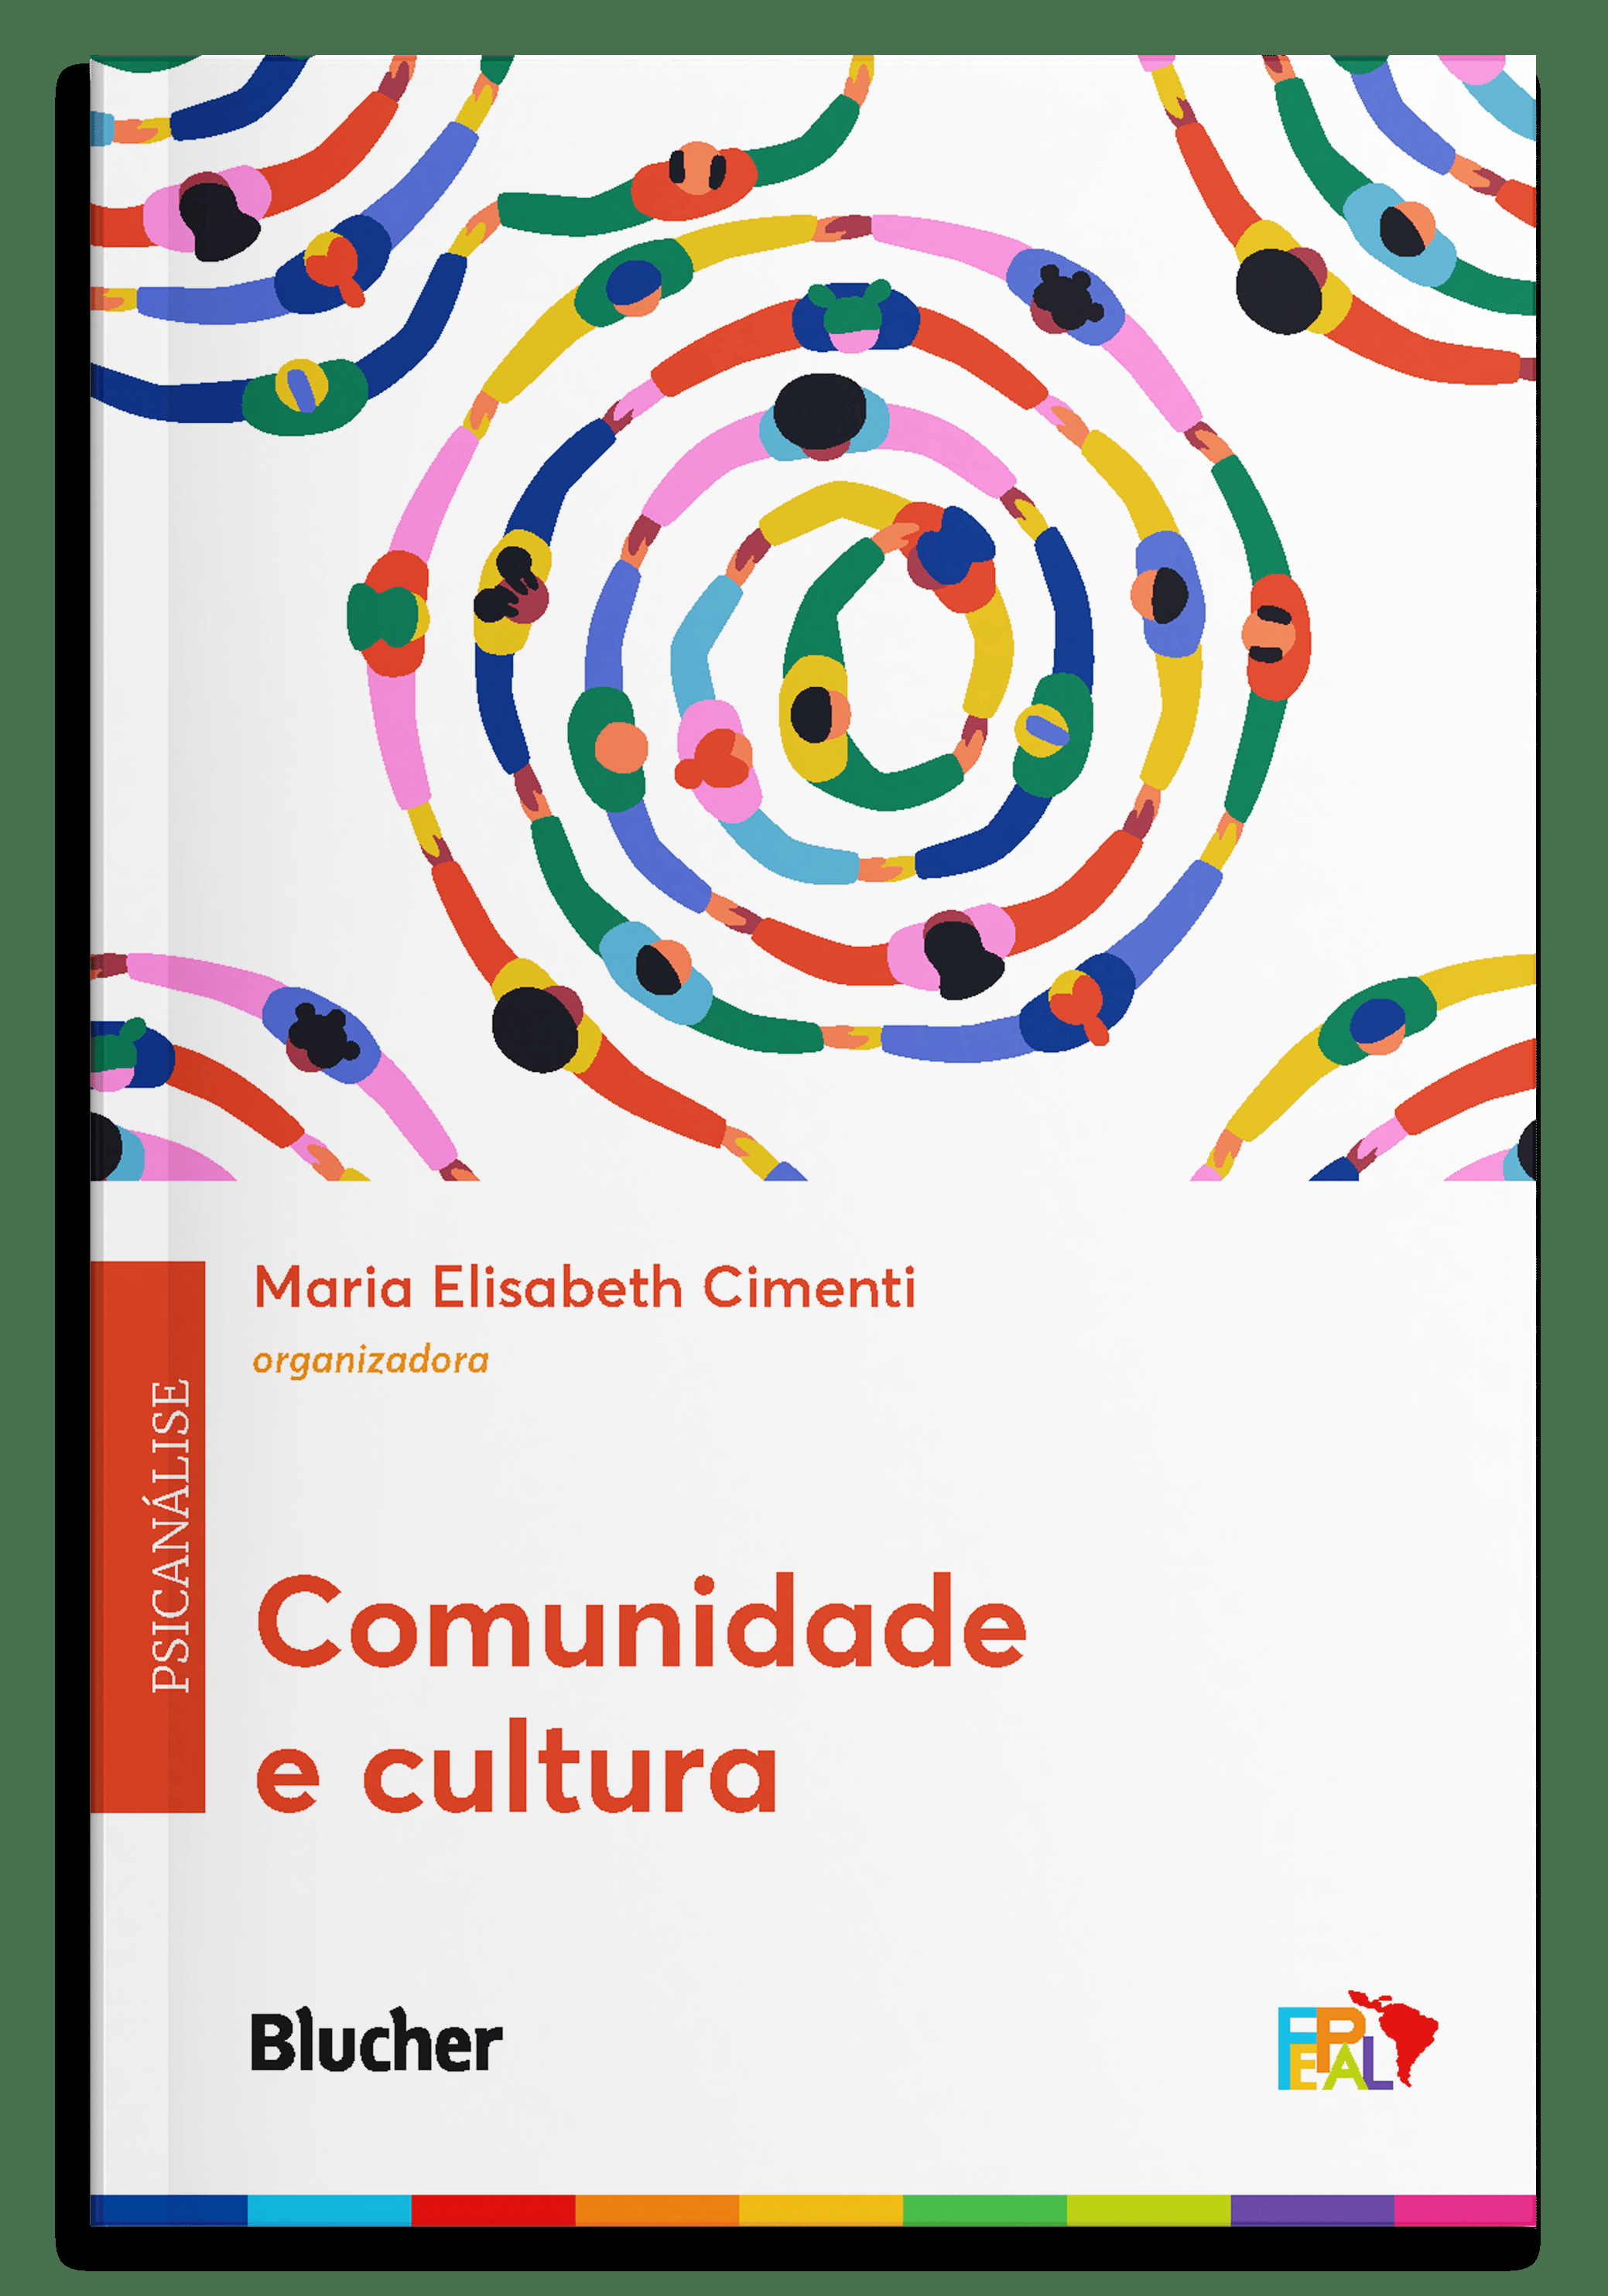 Maria Elisabeth Cimenti
organizadora
PSICANÁLISE
Comunidade
e cultura
Blucher
FEPAL